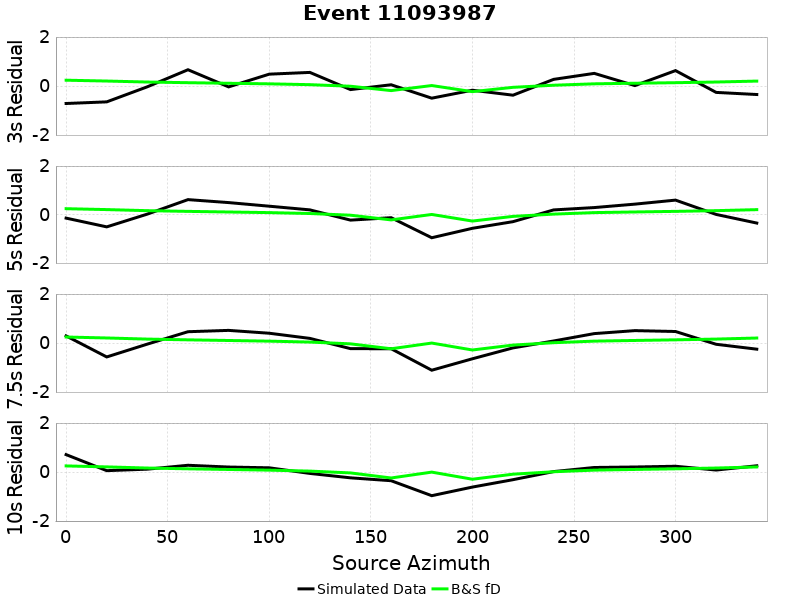 Event 11093987
3s Residual
2
0
-2
5s Residual
2
0
-2
7.5s Residual
2
0
-2
10s Residual
2
0
-2
0 50 100 150 200 250 300
Source Azimuth
Simulated Data B&S fD